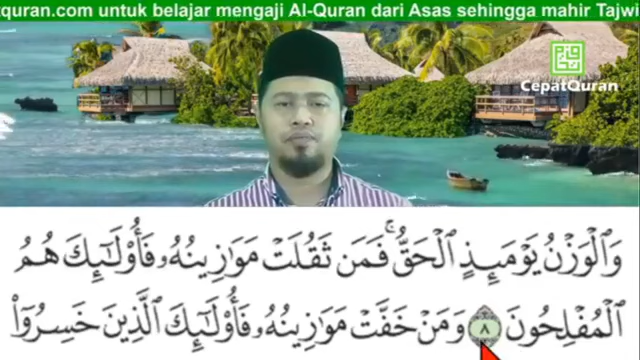 tquran.com untuk belajar mengaji Al-Quran dari Asas sehingga mahir Tajwi
CepatQuran
وَٱلۡوَزۡنُ يَوۡمَئِذٍ ٱلۡحَقُّۚ فَمَن ثَقُلَتۡ مَوَٰزِينُهُۥ فَأُوْلَٰٓئِكَ هُمُ
ٱلۡمُفۡلِحُونَ ٨ وَمَنۡ خَفَّتۡ مَوَٰزِينُهُۥ فَأُوْلَٰٓئِكَ ٱلَّذِينَ خَسِرُوٓاْ